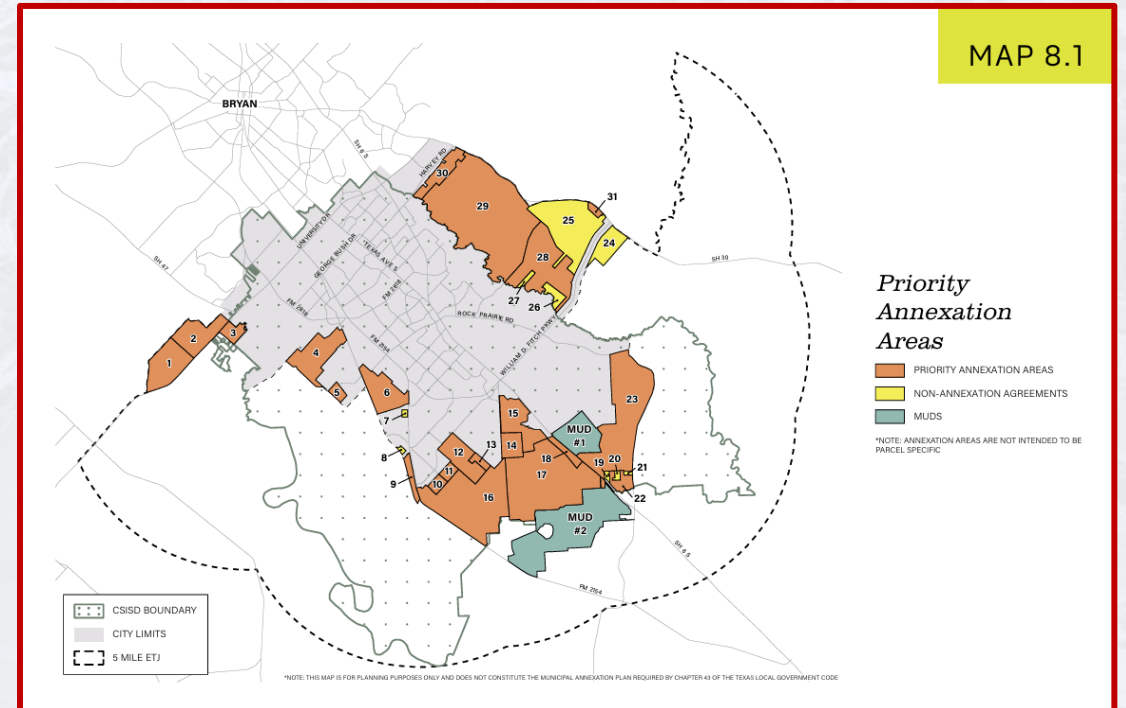 MAP 8.1
BRYAN
SH 6 S
HARVEY RD
30
29
31
25
24
28
27
26
SH 30
UNIVERSITY DR
GEORGE BUSH DR
TEXAS AVE S
SH 47
FM 2818
FM 2818
FM 2154
ROCK PRAIRIE RD
WILLIAM D. FITCH PKWY
1
2
3
4
5
6
7
8
9
10
11
12
13
14
15
16
17
18
19
20
21
22
23
MUD
#1
MUD
#2
SH 6 S
FM 2154
Priority
Annexation
Areas
PRIORITY ANNEXATION AREAS
NON-ANNEXATION AGREEMENTS
MUDS
*NOTE: ANNEXATION AREAS ARE NOT INTENDED TO BE
PARCEL SPECIFIC
CSISD BOUNDARY
CITY LIMITS
5 MILE ETJ
*NOTE: THIS MAP IS FOR PLANNING PURPOSES ONLY AND DOES NOT CONSTITUTE THE MUNICIPAL ANNEXATION PLAN REQUIRED BY CHAPTER 43 OF THE TEXAS LOCAL GOVERNMENT CODE